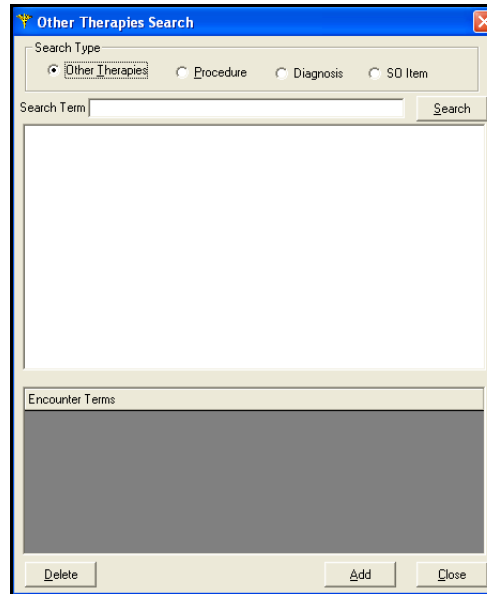 Other Therapies Search
Search Type
Other Therapies Procedure Diagnosis SO Item
Search Term Search
Encounter Terms
Delete Add Close